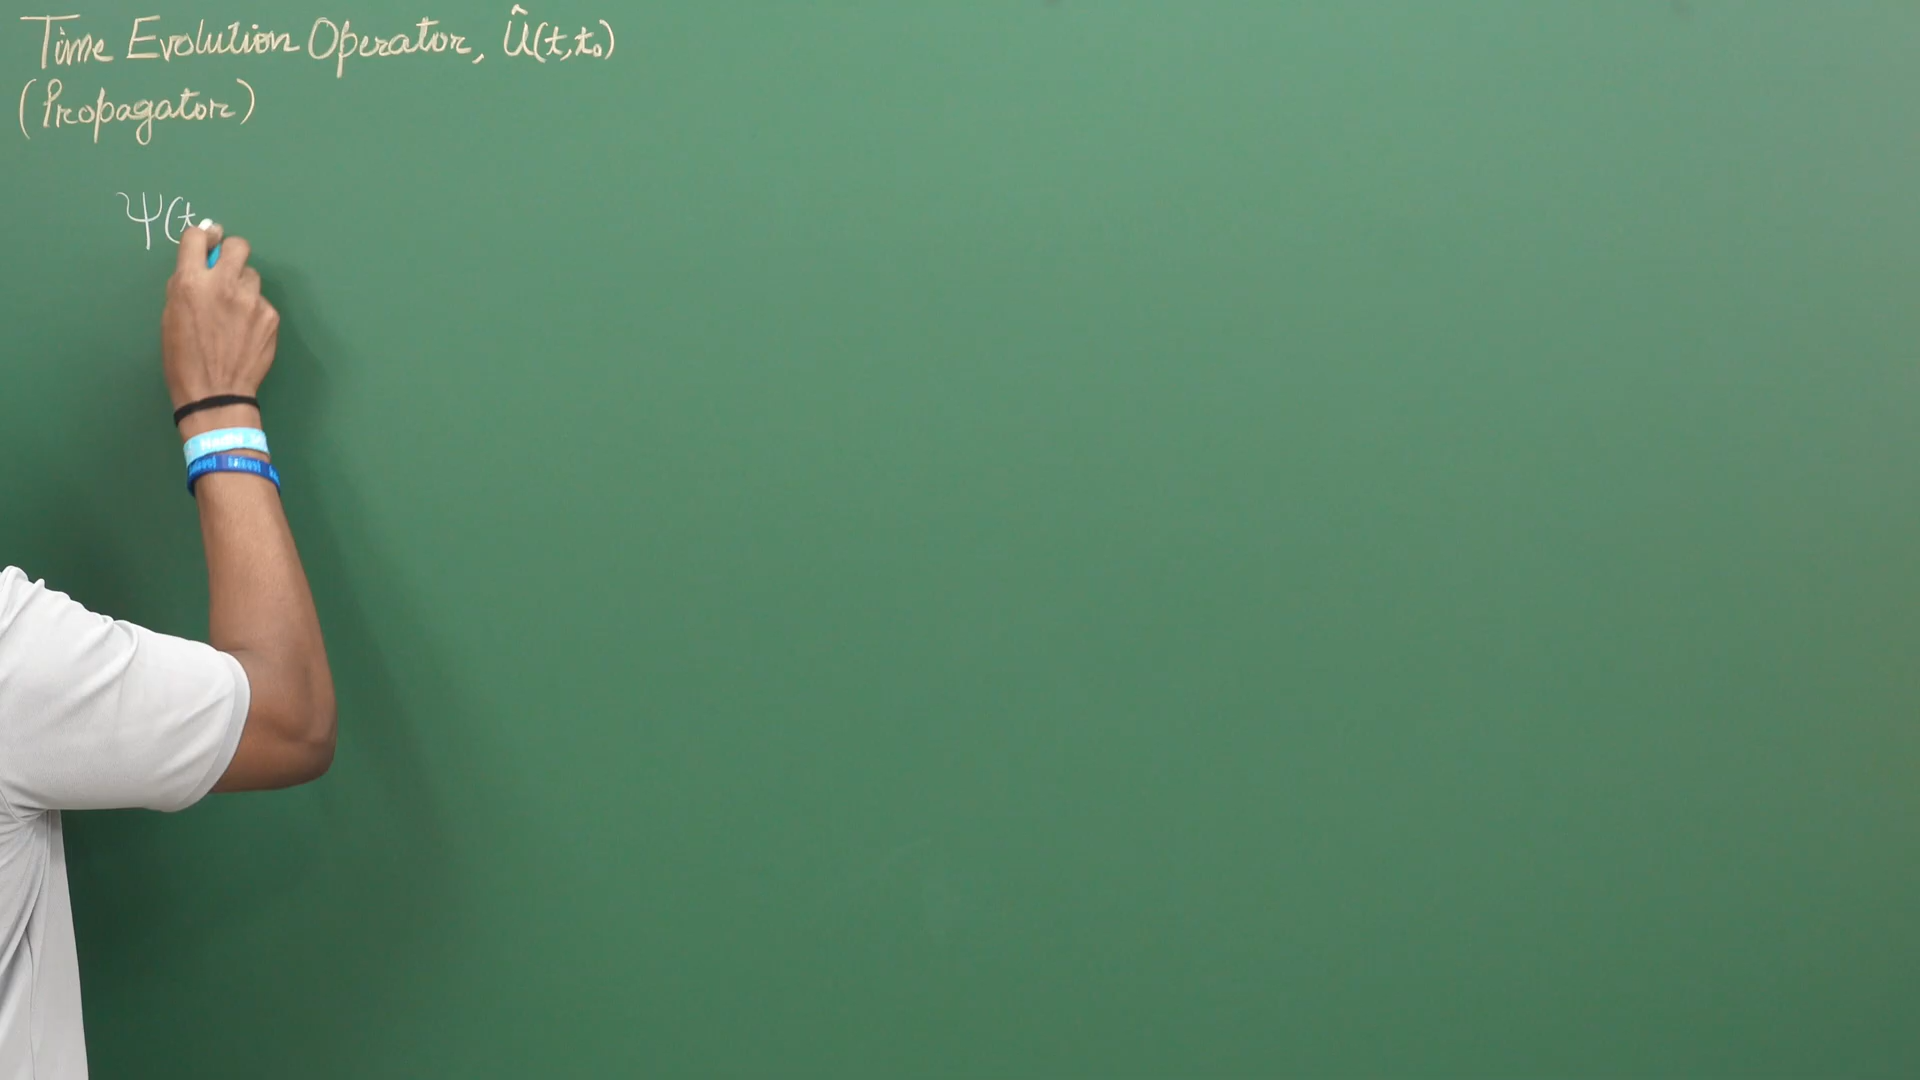 Time Evolution Operator, Û(t,t₀)
(Propagator)
Ψ(t